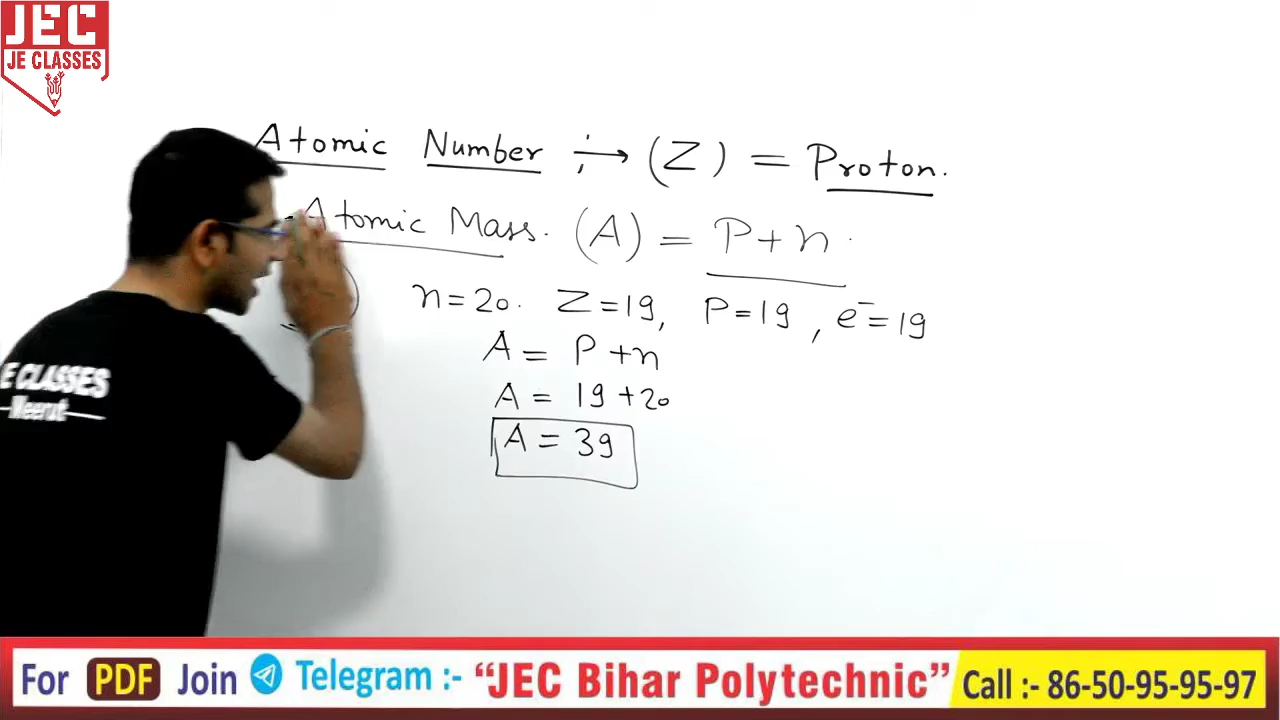 JEC
JE CLASSES
Atomic Number ;→ (Z) = Proton.
Atomic Mass. (A) = P+n.
n=20. Z=19, P=19, e⁻=19
A = P+n
A = 19+20
A = 39
E CLASSES
Meerut
For PDF Join Telegram :- “JEC Bihar Polytechnic” Call :- 86-50-95-95-97